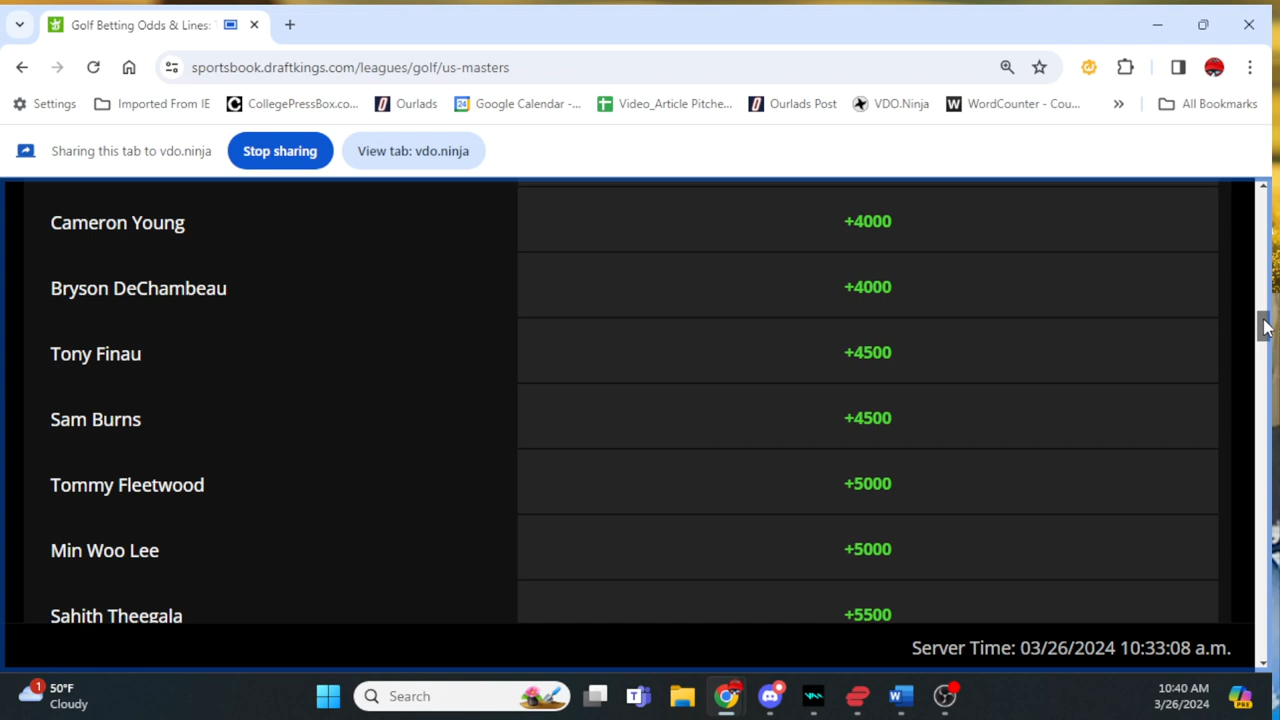 Golf Betting Odds & Lines:
sportsbook.draftkings.com/leagues/golf/us-masters
Settings Imported From IE CollegePressBox.co... Ourlads Google Calendar -... Video_Article Pitche... Ourlads Post VDO.Ninja WordCounter - Cou... » All Bookmarks
Sharing this tab to vdo.ninja Stop sharing View tab: vdo.ninja
Cameron Young +4000
Bryson DeChambeau +4000
Tony Finau +4500
Sam Burns +4500
Tommy Fleetwood +5000
Min Woo Lee +5000
Sahith Theegala +5500
Server Time: 03/26/2024 10:33:08 a.m.
1 50°F
Cloudy
Search
10:40 AM
3/26/2024
PRE